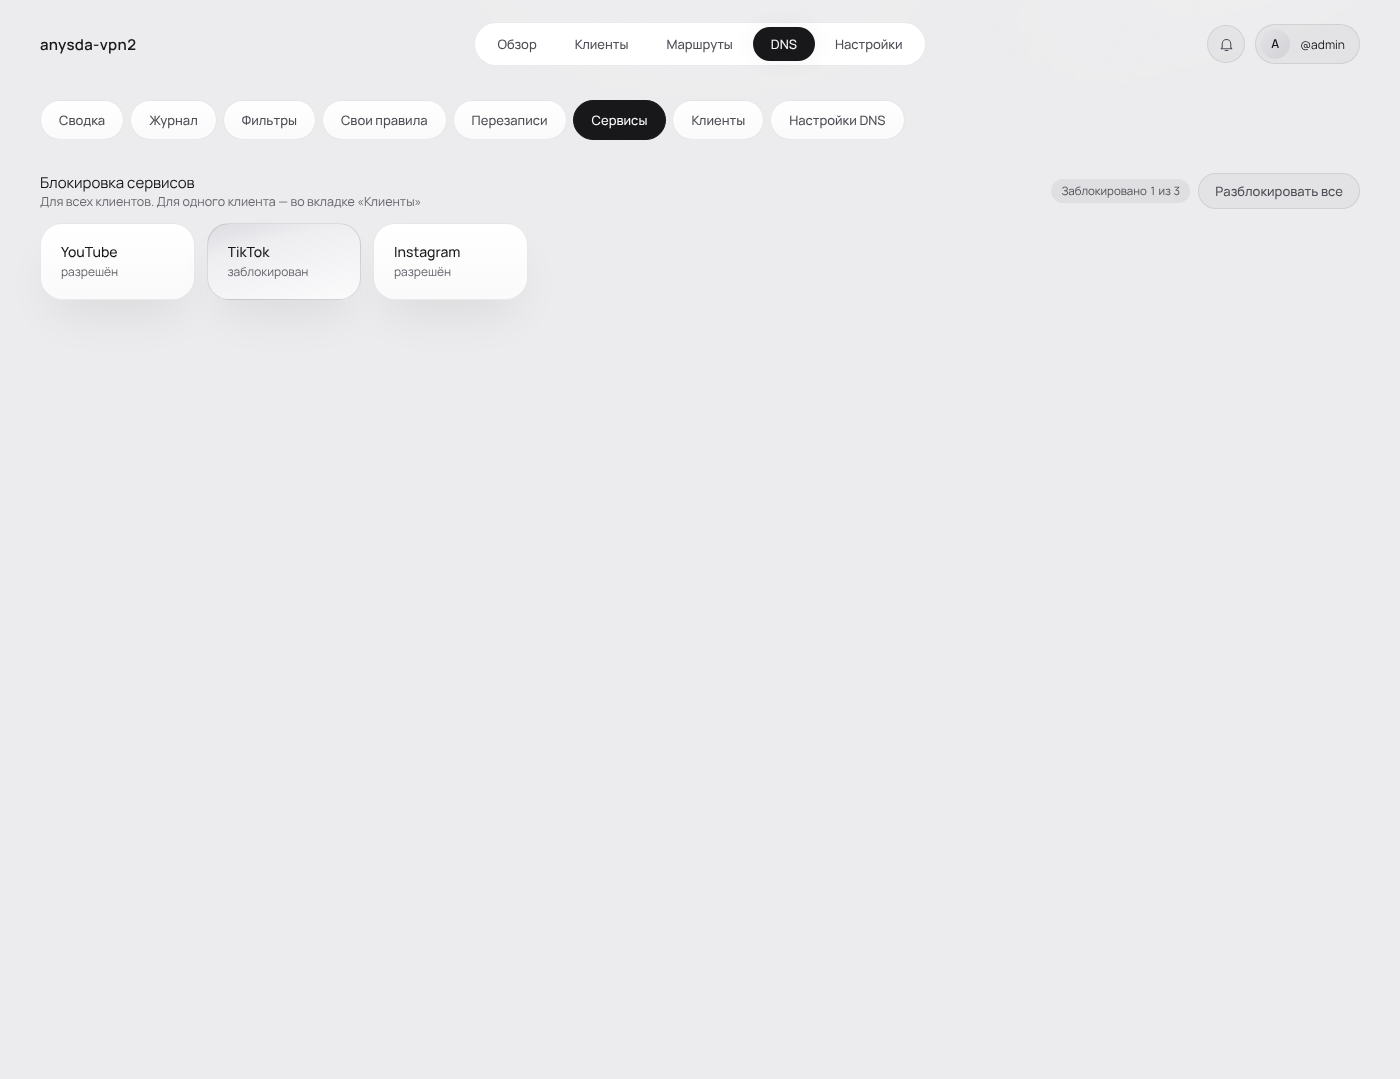 anysda-vpn2
Обзор
Клиенты
Маршруты
DNS
Настройки
A
@admin
Сводка
Журнал
Фильтры
Свои правила
Перезаписи
Сервисы
Клиенты
Настройки DNS
Блокировка сервисов
Для всех клиентов. Для одного клиента — во вкладке «Клиенты»
Заблокировано 1 из 3
Разблокировать все
YouTube
разрешён
TikTok
заблокирован
Instagram
разрешён